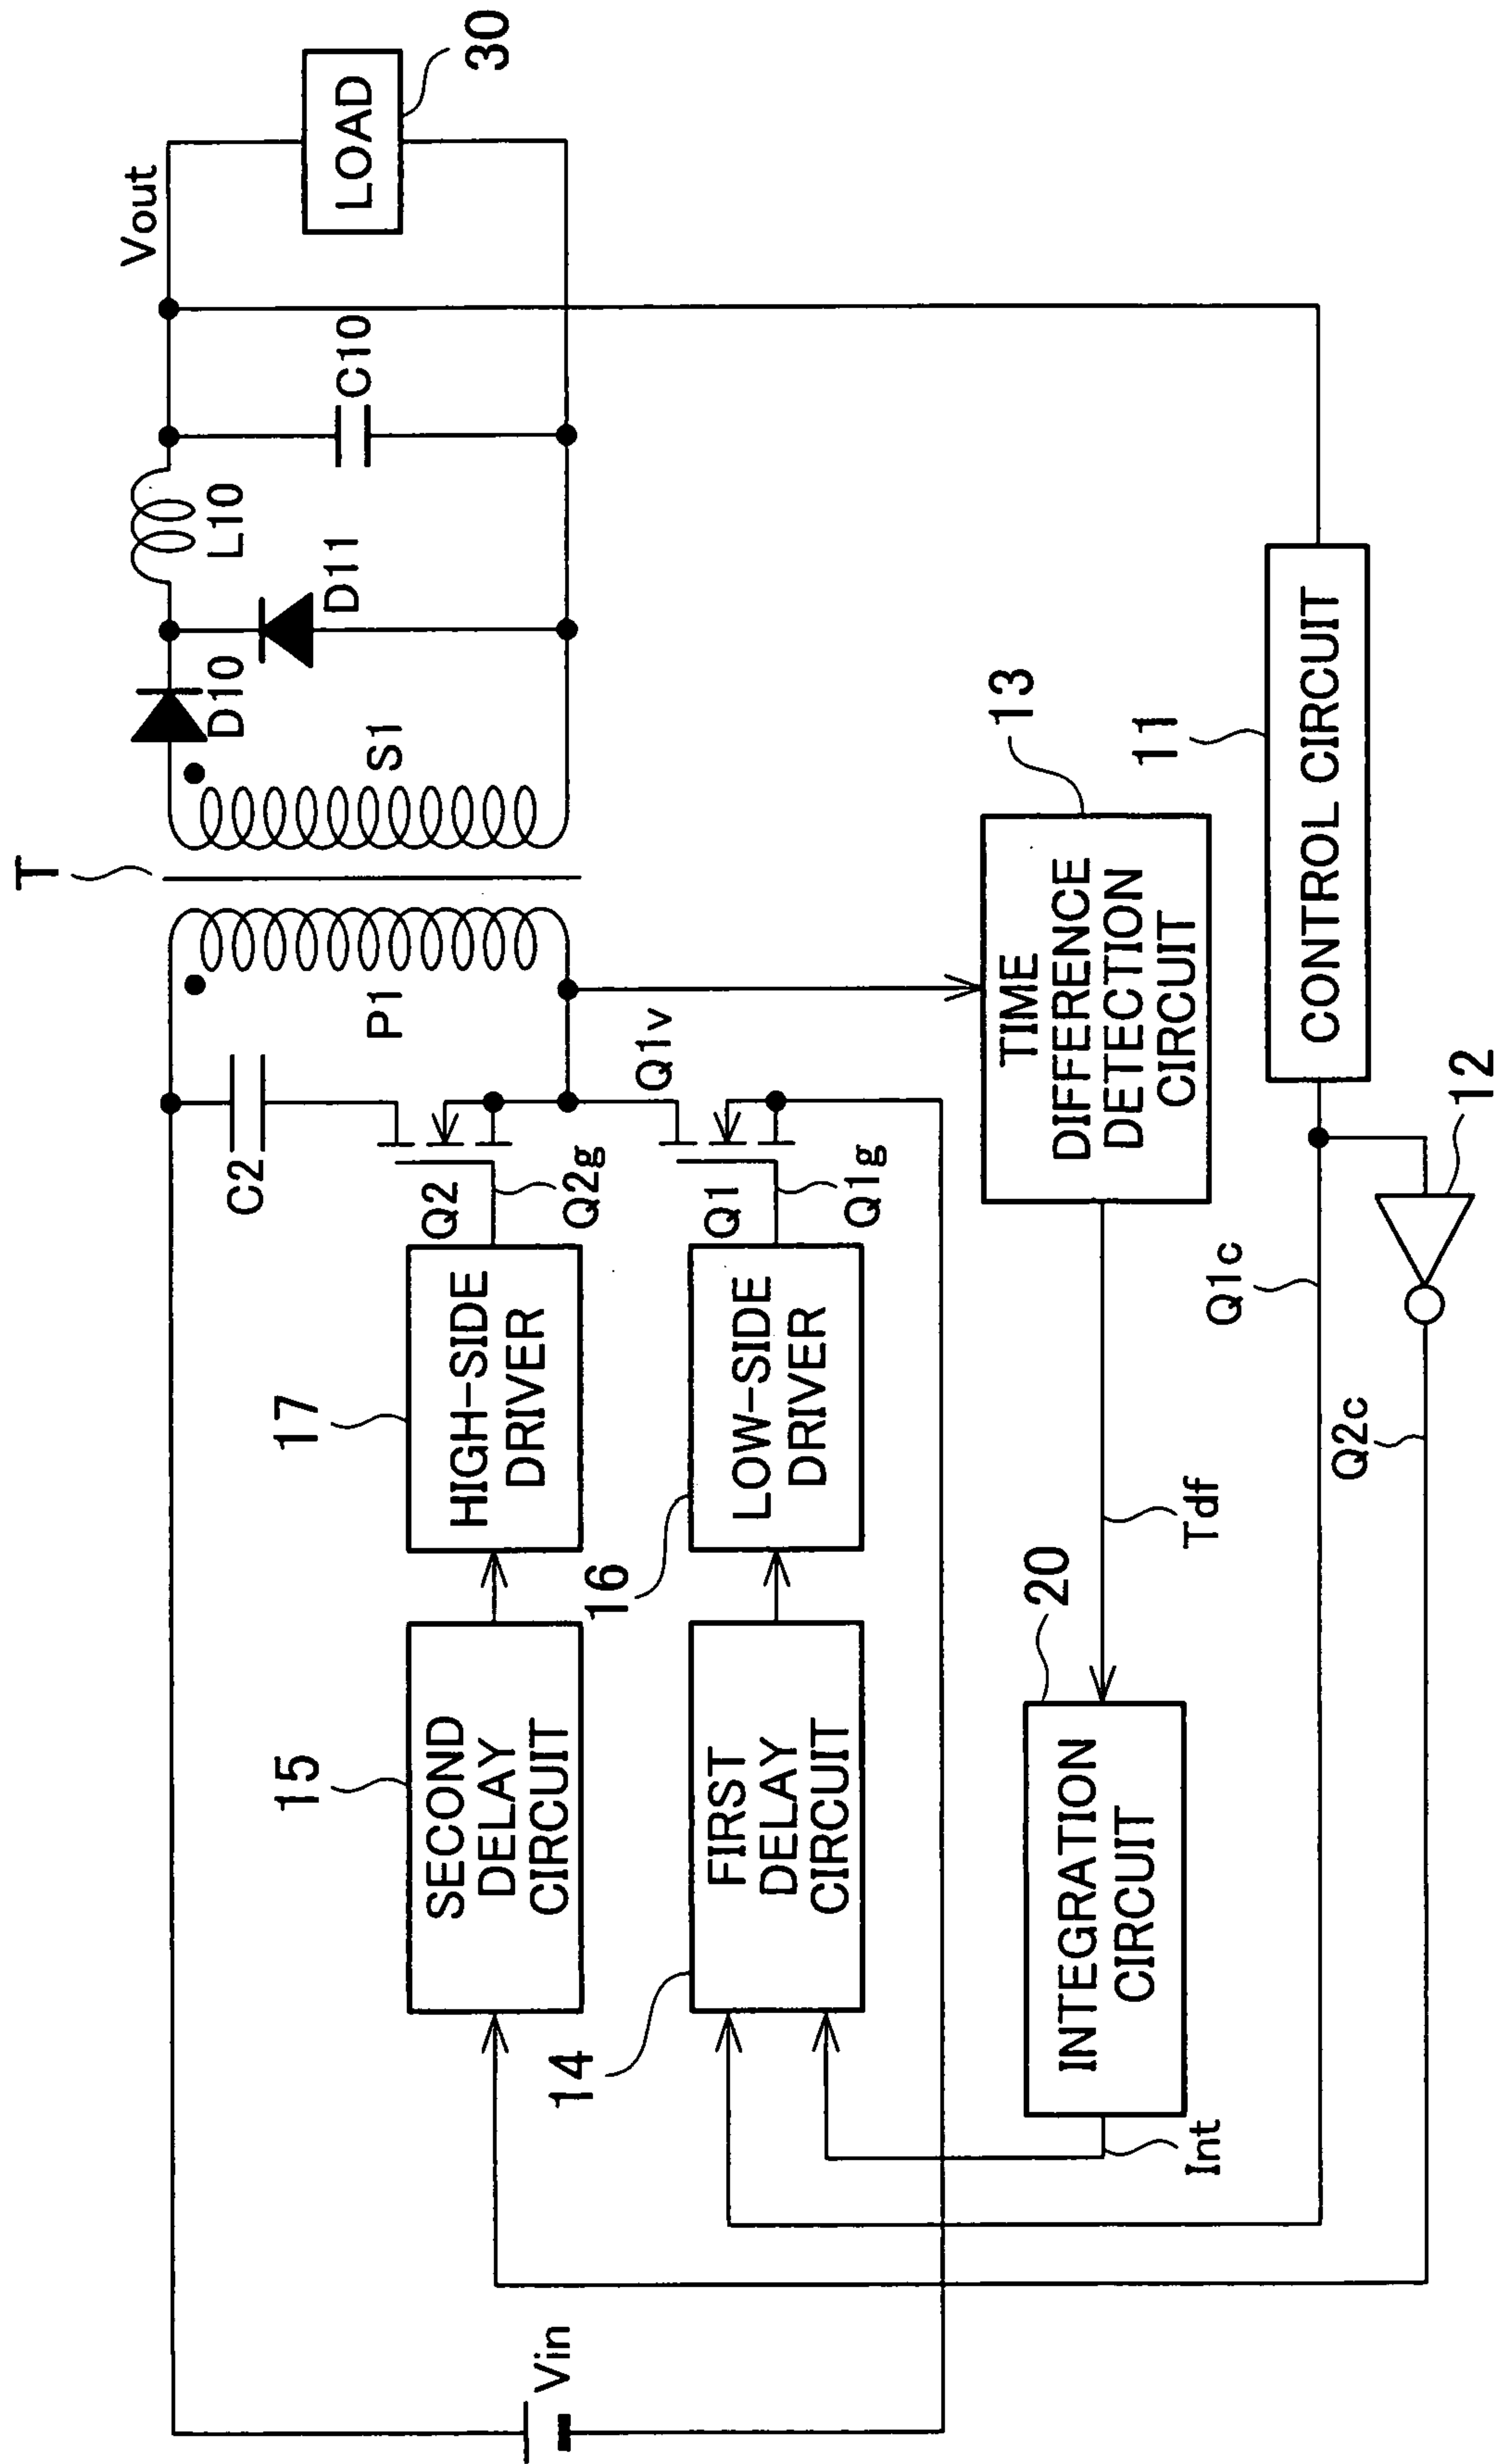 T
Vout
D10
L10
C10
D11
S1
LOAD
30
C2
P1
17
HIGH-SIDE
DRIVER
Q2
Q2g
Q1v
15
SECOND
DELAY
CIRCUIT
16
LOW-SIDE
DRIVER
Q1
Q1g
14
FIRST
DELAY
CIRCUIT
Vin
13
TIME
DIFFERENCE
DETECTION
CIRCUIT
20
INTEGRATION
CIRCUIT
Tdf
Int
11
CONTROL CIRCUIT
Q1c
12
Q2c